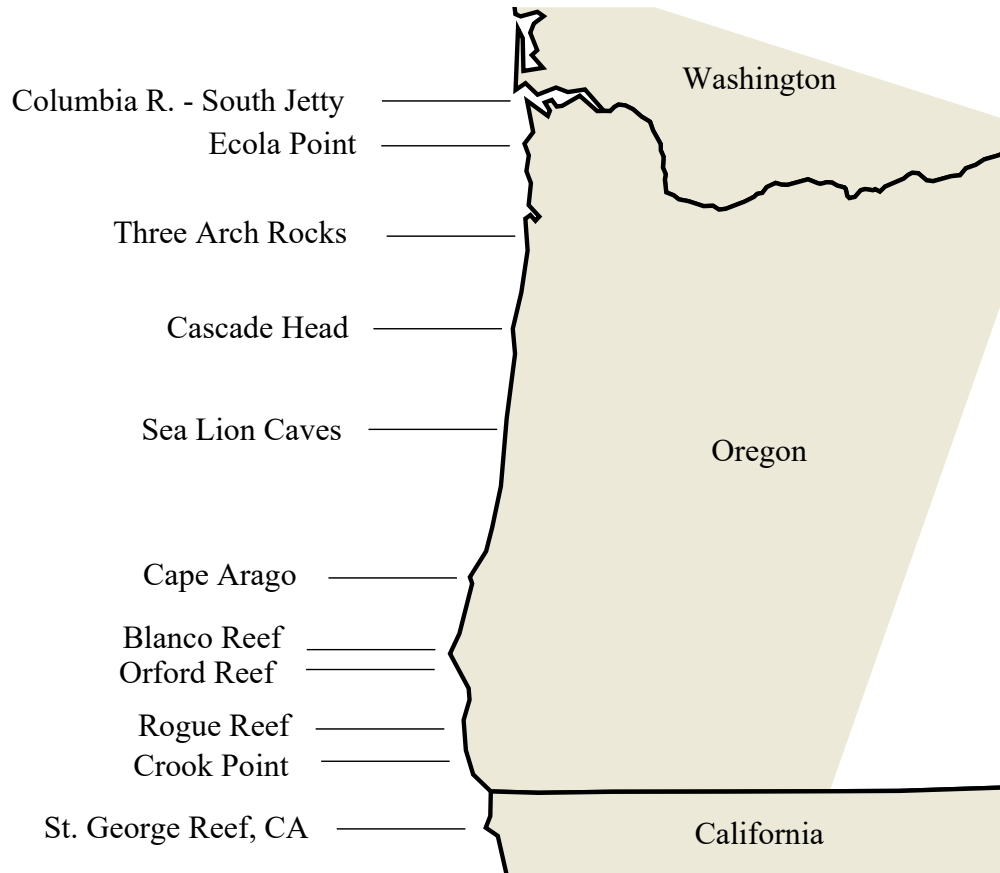 Washington
Columbia R. - South Jetty
Ecola Point
Three Arch Rocks
Cascade Head
Sea Lion Caves
Oregon
Cape Arago
Blanco Reef
Orford Reef
Rogue Reef
Crook Point
St. George Reef, CA
California